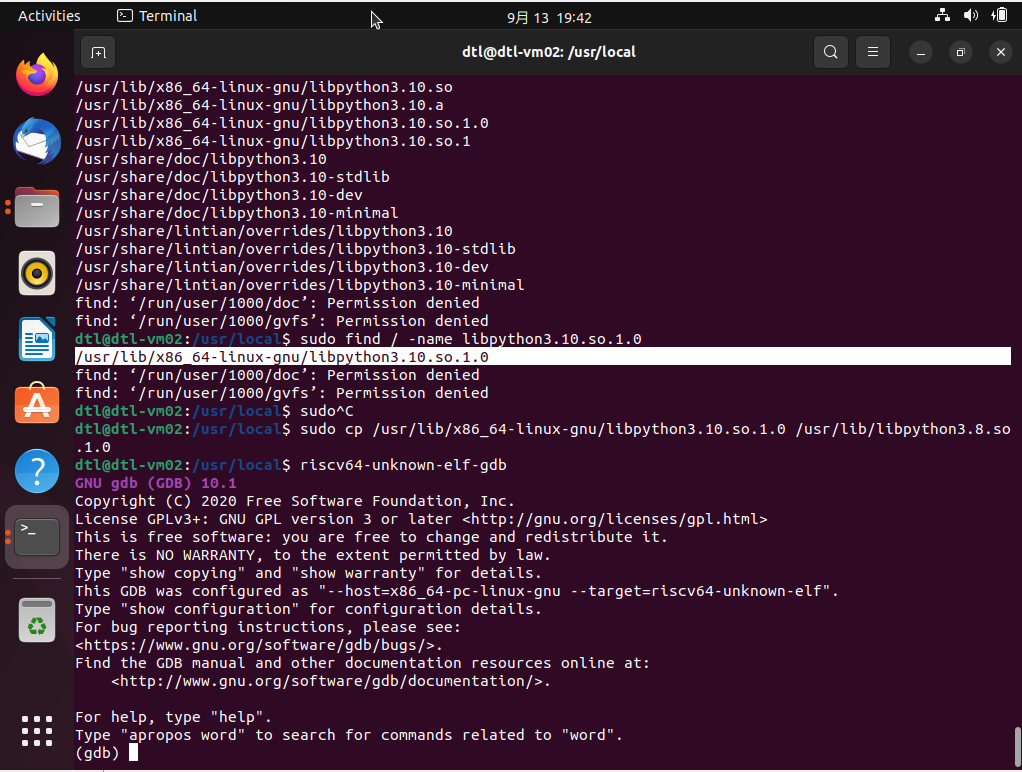 Activities
Terminal
9月 13 19:42
dtl@dtl-vm02: /usr/local
/usr/lib/x86_64-linux-gnu/libpython3.10.so
/usr/lib/x86_64-linux-gnu/libpython3.10.a
/usr/lib/x86_64-linux-gnu/libpython3.10.so.1.0
/usr/lib/x86_64-linux-gnu/libpython3.10.so.1
/usr/share/doc/libpython3.10
/usr/share/doc/libpython3.10-stdlib
/usr/share/doc/libpython3.10-dev
/usr/share/doc/libpython3.10-minimal
/usr/share/lintian/overrides/libpython3.10
/usr/share/lintian/overrides/libpython3.10-stdlib
/usr/share/lintian/overrides/libpython3.10-dev
/usr/share/lintian/overrides/libpython3.10-minimal
find: ‘/run/user/1000/doc’: Permission denied
find: ‘/run/user/1000/gvfs’: Permission denied
dtl@dtl-vm02:/usr/local$ sudo find / -name libpython3.10.so.1.0
/usr/lib/x86_64-linux-gnu/libpython3.10.so.1.0
find: ‘/run/user/1000/doc’: Permission denied
find: ‘/run/user/1000/gvfs’: Permission denied
dtl@dtl-vm02:/usr/local$ sudo^C
dtl@dtl-vm02:/usr/local$ sudo cp /usr/lib/x86_64-linux-gnu/libpython3.10.so.1.0 /usr/lib/libpython3.8.so
.1.0
dtl@dtl-vm02:/usr/local$ riscv64-unknown-elf-gdb
GNU gdb (GDB) 10.1
Copyright (C) 2020 Free Software Foundation, Inc.
License GPLv3+: GNU GPL version 3 or later <http://gnu.org/licenses/gpl.html>
This is free software: you are free to change and redistribute it.
There is NO WARRANTY, to the extent permitted by law.
Type "show copying" and "show warranty" for details.
This GDB was configured as "--host=x86_64-pc-linux-gnu --target=riscv64-unknown-elf".
Type "show configuration" for configuration details.
For bug reporting instructions, please see:
<https://www.gnu.org/software/gdb/bugs/>.
Find the GDB manual and other documentation resources online at:
    <http://www.gnu.org/software/gdb/documentation/>.
For help, type "help".
Type "apropos word" to search for commands related to "word".
(gdb)